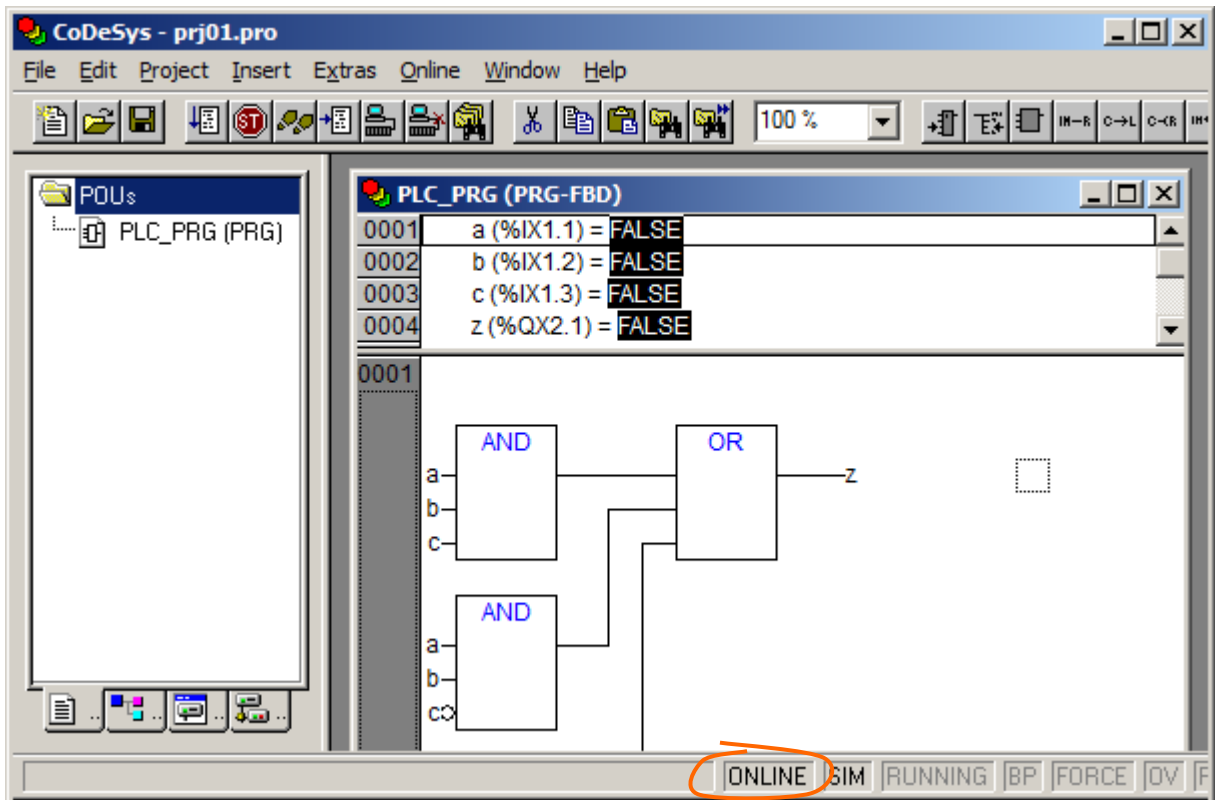 CoDeSys - prj01.pro
File Edit Project Insert Extras Online Window Help
100 %
POUs
PLC_PRG (PRG)
PLC_PRG (PRG-FBD)
0001 a (%IX1.1) = FALSE
0002 b (%IX1.2) = FALSE
0003 c (%IX1.3) = FALSE
0004 z (%QX2.1) = FALSE
0001
AND OR
a z
b
c
AND
a
b
c
ONLINE SIM RUNNING BP FORCE OV